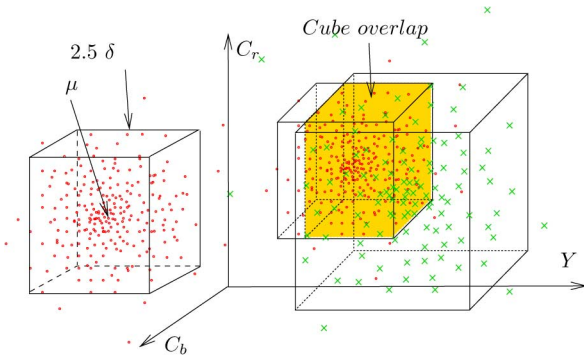 C_r
Cube overlap
2.5 δ
μ
Y
C_b